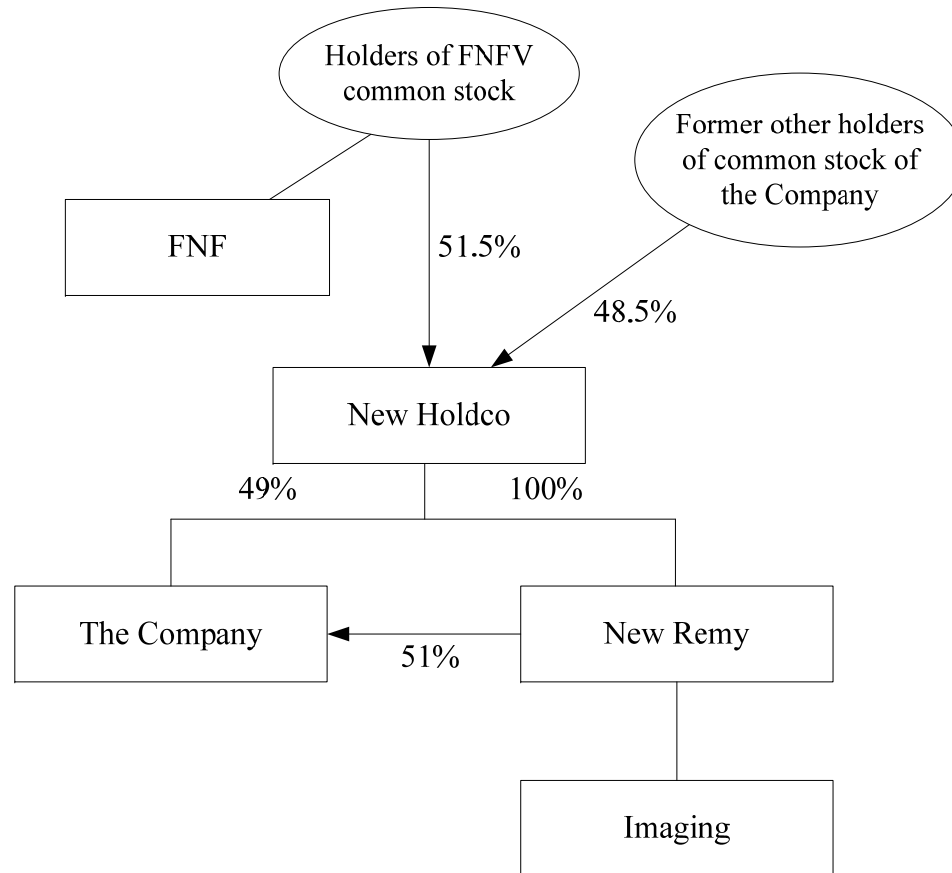 Holders of FNFV
common stock
Former other holders
of common stock of
the Company
FNF
51.5%
48.5%
New Holdco
49%
100%
The Company
51%
New Remy
Imaging